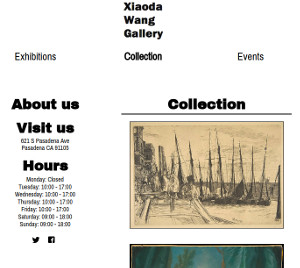 Xiaoda
Wang
Gallery
Exhibitions
Collection
Events
About us
Visit us
621 S Pasadena Ave
Pasadena CA 91105
Hours
Monday: Closed
Tuesday: 10:00 - 17:00
Wednesday: 10:00 - 17:00
Thursday: 10:00 - 17:00
Friday: 10:00 - 17:00
Saturday: 09:00 - 18:00
Sunday: 09:00 - 18:00
Collection